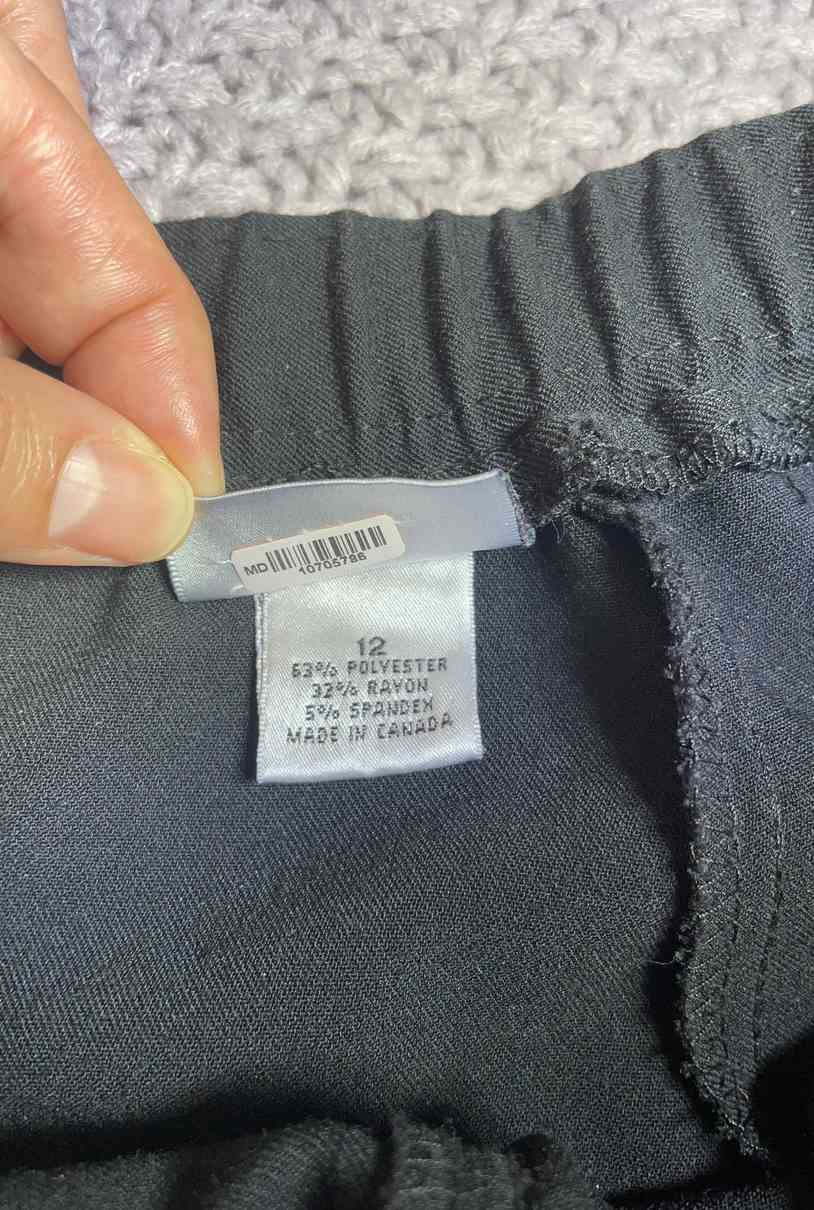 MD
10705786
12
63% POLYESTER
32% RAYON
5% SPANDEX
MADE IN CANADA